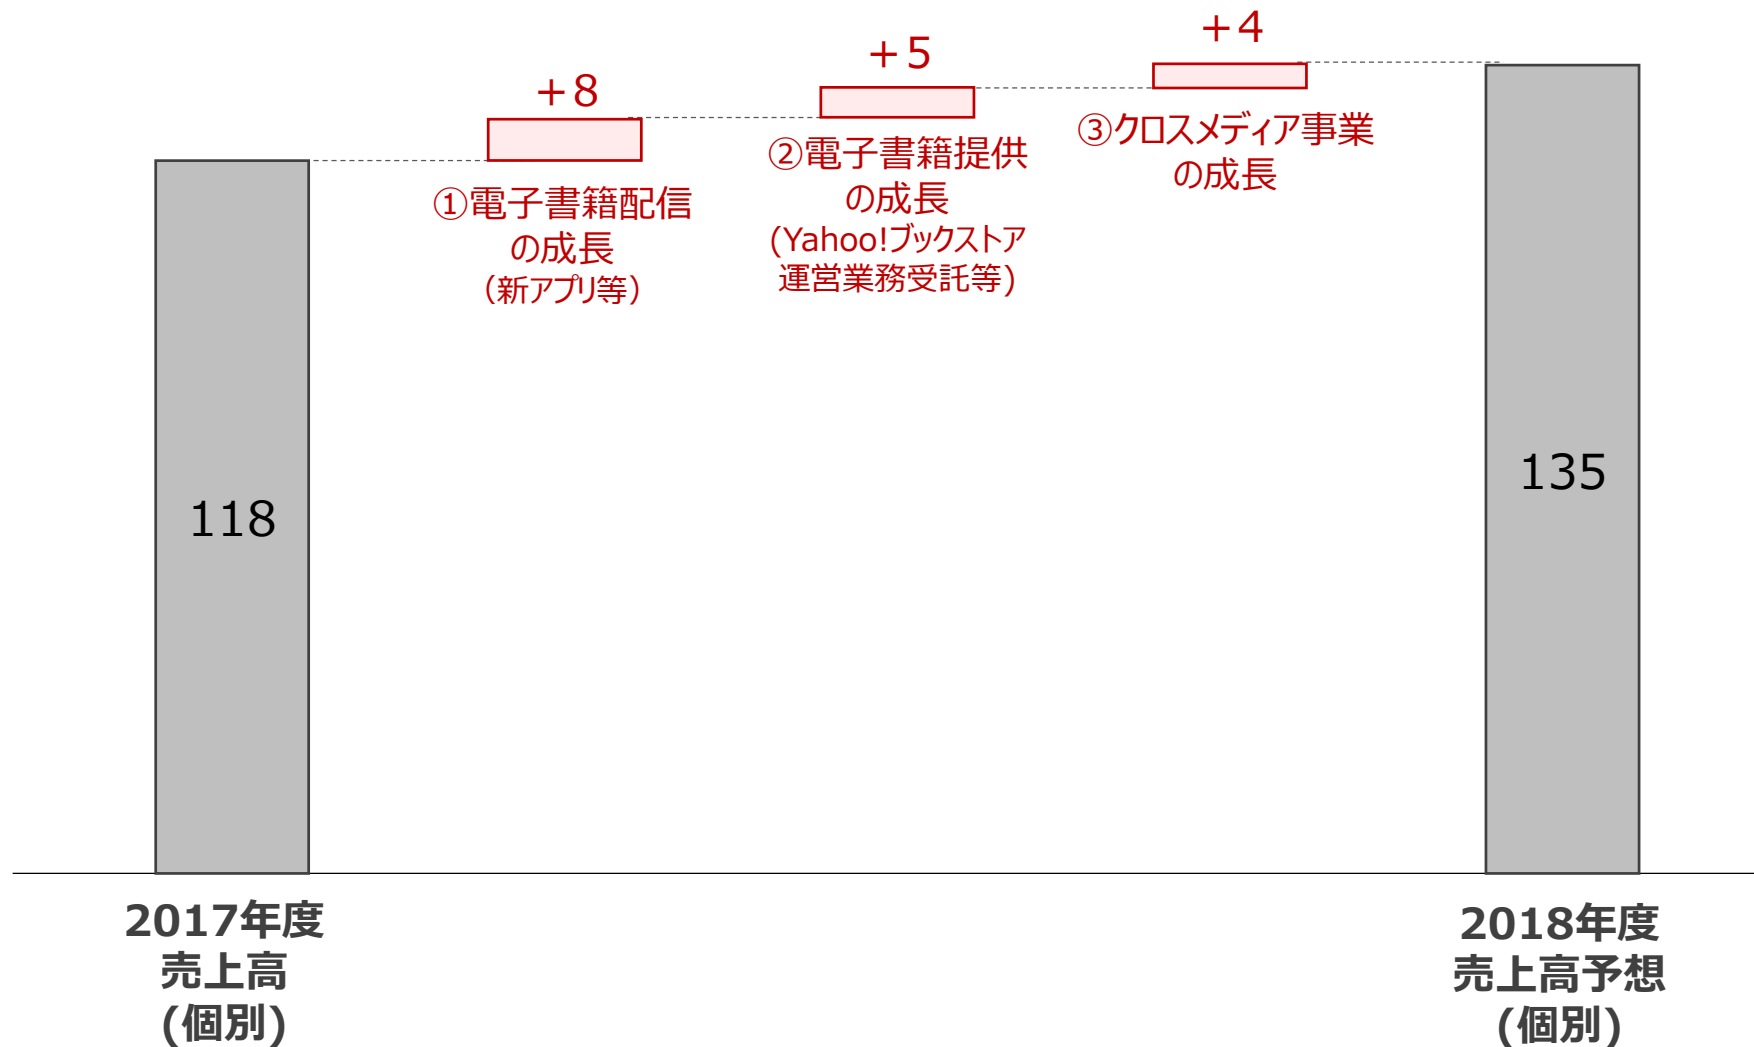 +8
①電子書籍配信
の成長
(新アプリ等)
+5
②電子書籍提供
の成長
(Yahoo!ブックストア
運営業務受託等)
+4
③クロスメディア事業
の成長
118
135
2017年度
売上高
(個別)
2018年度
売上高予想
(個別)